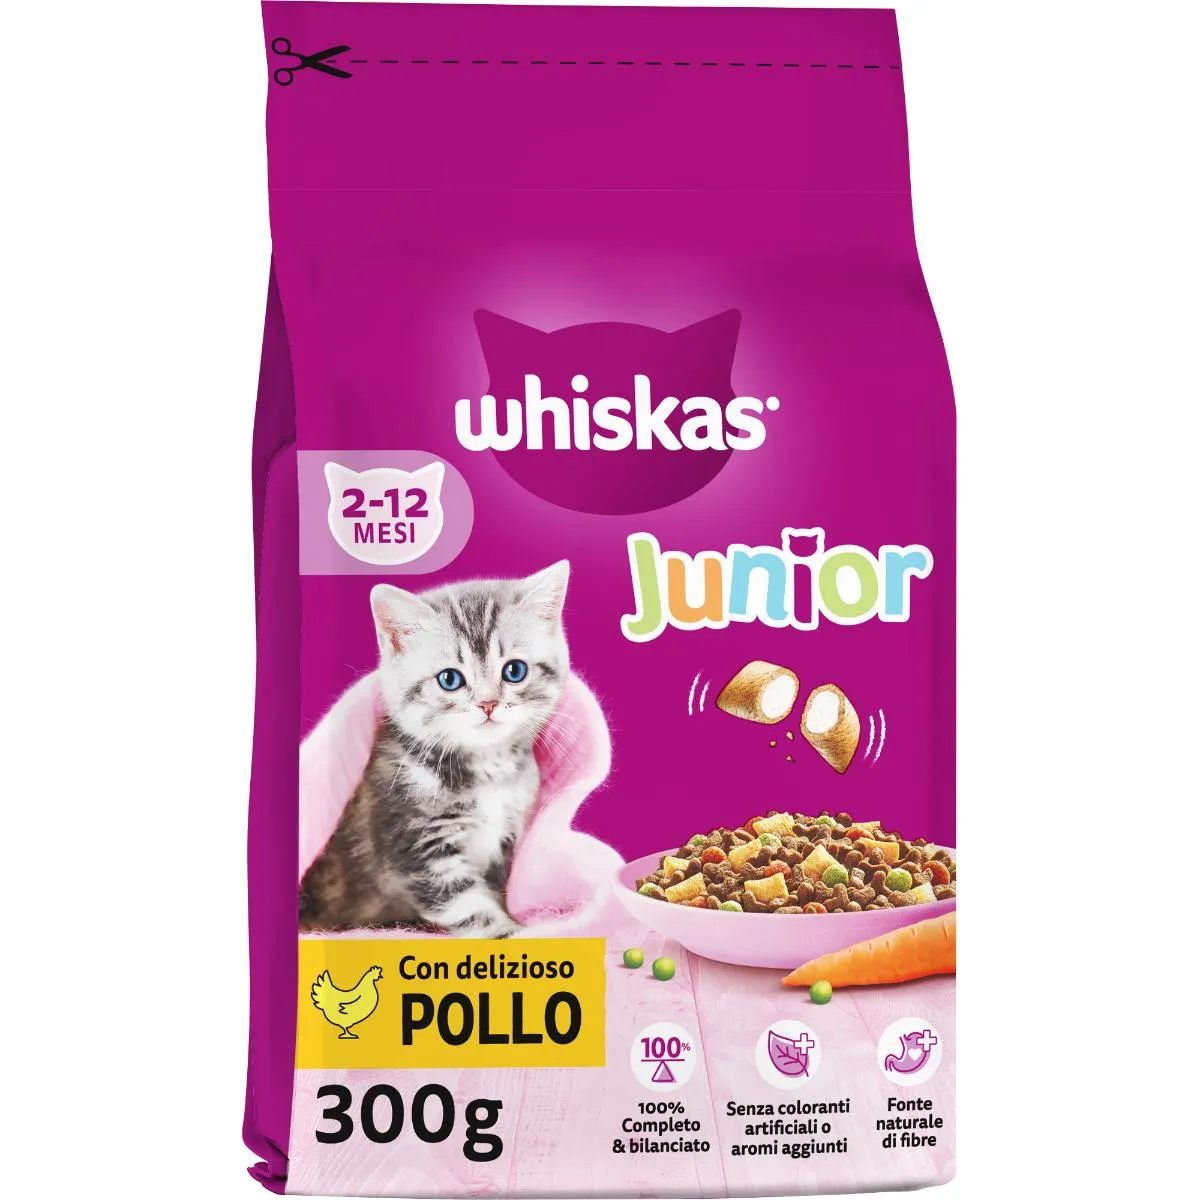 whiskas
2-12
MESI
Junior
Con delizioso
POLLO
300g
100%
100%
Completo
& bilanciato
Senza coloranti
artificiali o
aromi aggiunti
Fonte
naturale
di fibre